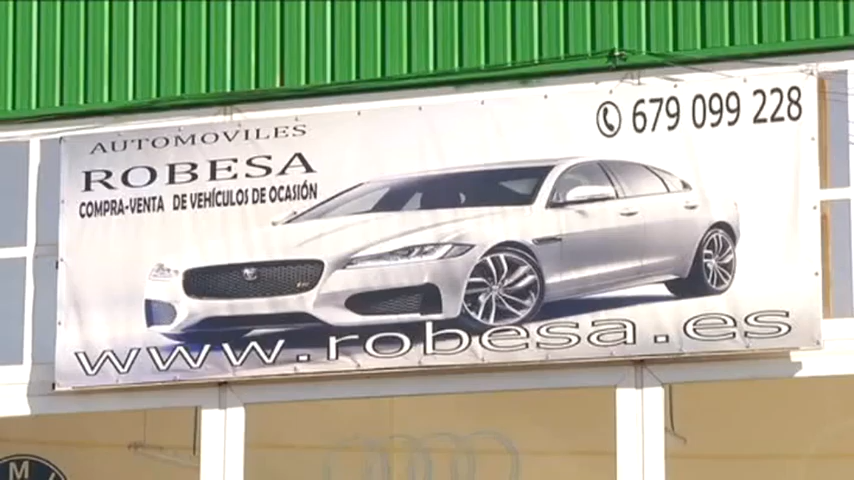 AUTOMOVILES
ROBESA
COMPRA-VENTA DE VEHÍCULOS DE OCASIÓN
679 099 228
www.robesa.es